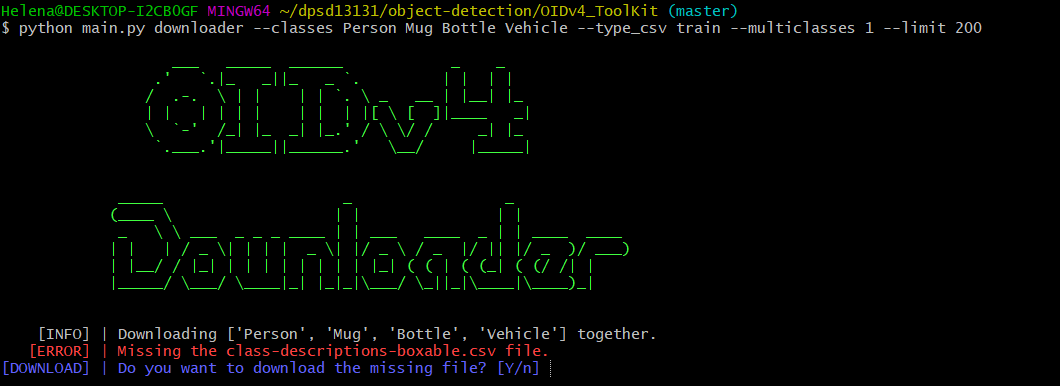 Helena@DESKTOP-I2CB0GF MINGW64 ~/dpsd13131/object-detection/OIDv4_ToolKit (master)
$ python main.py downloader --classes Person Mug Bottle Vehicle --type_csv train --multiclasses 1 --limit 200
OIDv4
Downloader
[INFO] | Downloading ['Person', 'Mug', 'Bottle', 'Vehicle'] together.
[ERROR] | Missing the class-descriptions-boxable.csv file.
[DOWNLOAD] | Do you want to download the missing file? [Y/n]